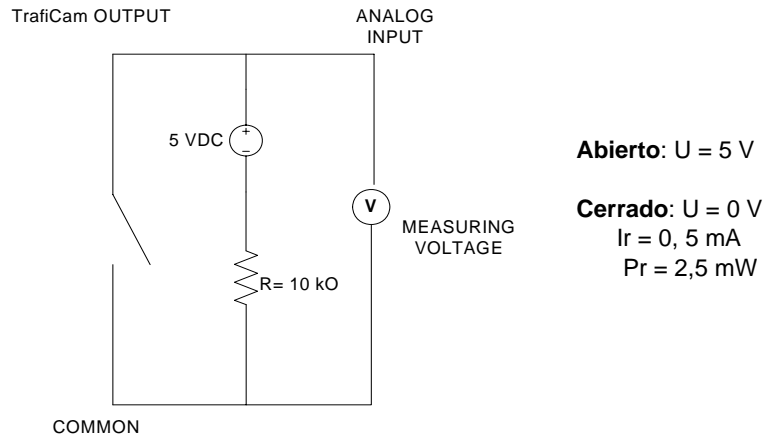 TrafiCam OUTPUT
ANALOG
INPUT
5 VDC
+
–
V
MEASURING
VOLTAGE
R= 10 kO
COMMON
Abierto: U = 5 V
Cerrado: U = 0 V
Ir = 0, 5 mA
Pr = 2,5 mW